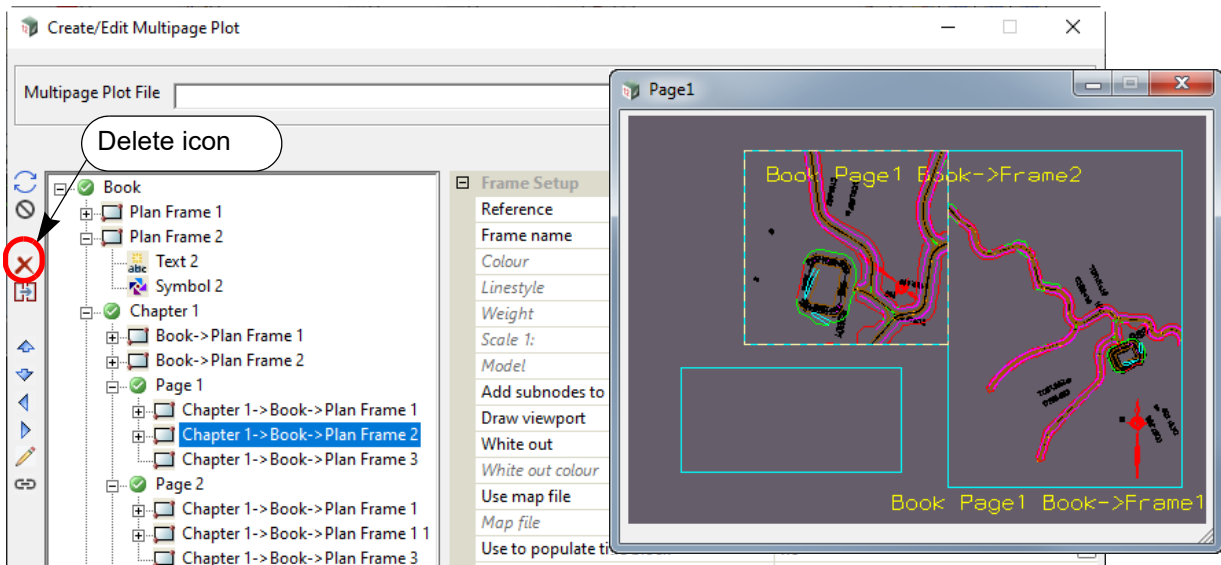 Create/Edit Multipage Plot
Multipage Plot File
Delete icon
Book
Plan Frame 1
Plan Frame 2
abc
Text 2
Symbol 2
Chapter 1
Book->Plan Frame 1
Book->Plan Frame 2
Page 1
Chapter 1->Book->Plan Frame 1
Chapter 1->Book->Plan Frame 2
Chapter 1->Book->Plan Frame 3
Page 2
Chapter 1->Book->Plan Frame 1
Chapter 1->Book->Plan Frame 1 1
Chapter 1->Book->Plan Frame 3
Frame Setup
Reference
Frame name
Colour
Linestyle
Weight
Scale 1:
Model
Add subnodes to
Draw viewport
White out
White out colour
Use map file
Map file
Use to populate
Page1
Book Page1 Book->Frame2
Book Page1 Book->Frame1